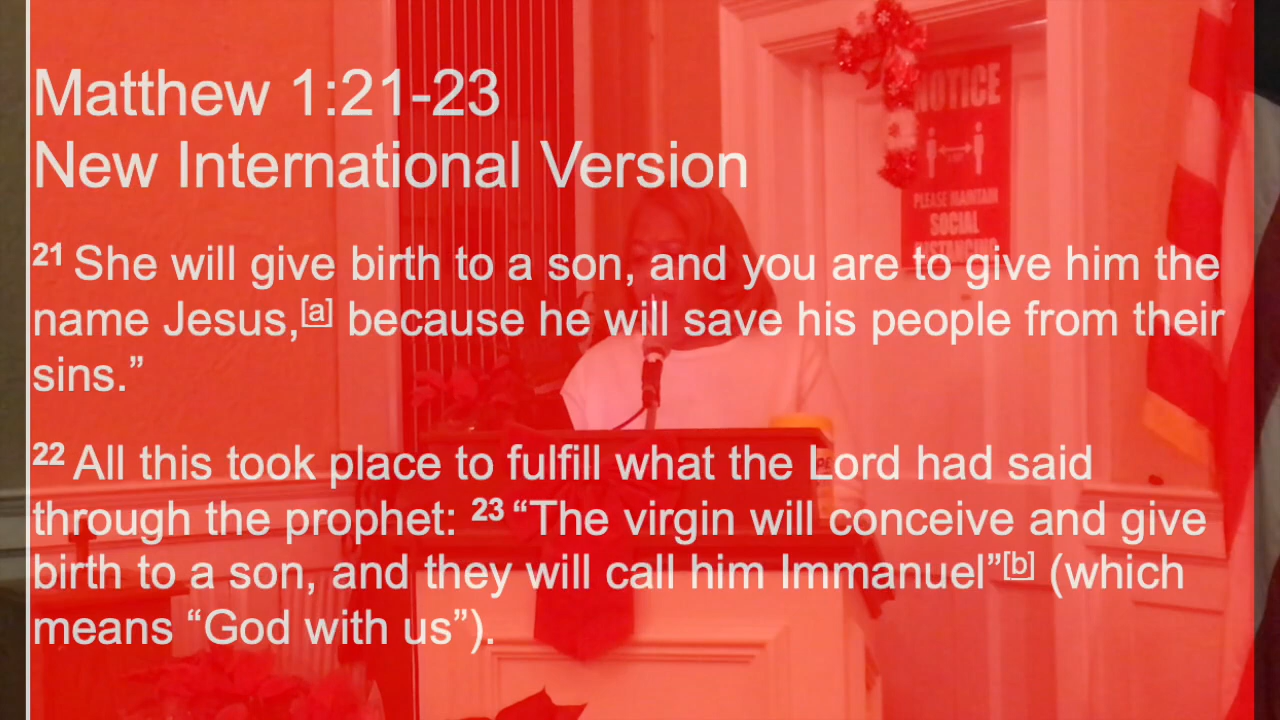 Matthew 1:21-23
New International Version
21 She will give birth to a son, and you are to give him the
name Jesus,[a] because he will save his people from their
sins.”
22 All this took place to fulfill what the Lord had said
through the prophet: 23 “The virgin will conceive and give
birth to a son, and they will call him Immanuel”[b] (which
means “God with us”).
NOTICE
PLEASE MAINTAIN
SOCIAL
DISTANCING